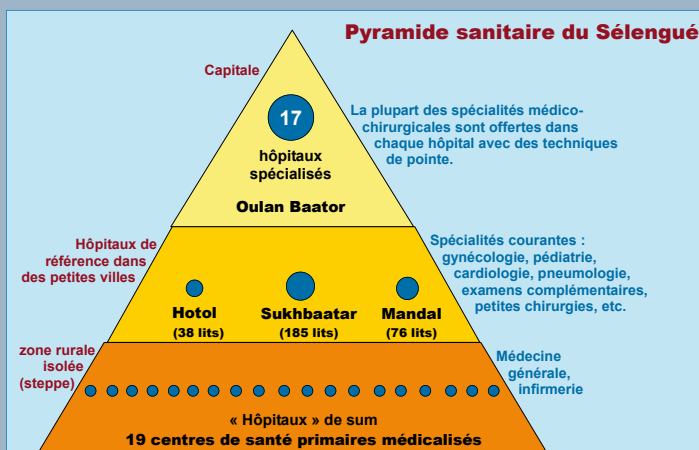 Pyramide sanitaire du Sélengué
Capitale
17
hôpitaux
spécialisés
Oulan Baator
La plupart des spécialités médico-
chirurgicales sont offertes dans
chaque hôpital avec des techniques
de pointe.
Hôpitaux de
référence dans
des petites villes
Hotol
(38 lits)
Sukhbaatar
(185 lits)
Mandal
(76 lits)
Spécialités courantes :
gynécologie, pédiatrie,
cardiologie, pneumologie,
examens complémentaires,
petites chirurgies, etc.
zone rurale
isolée
(steppe)
Médecine
générale,
infirmerie
« Hôpitaux » de sum
19 centres de santé primaires médicalisés